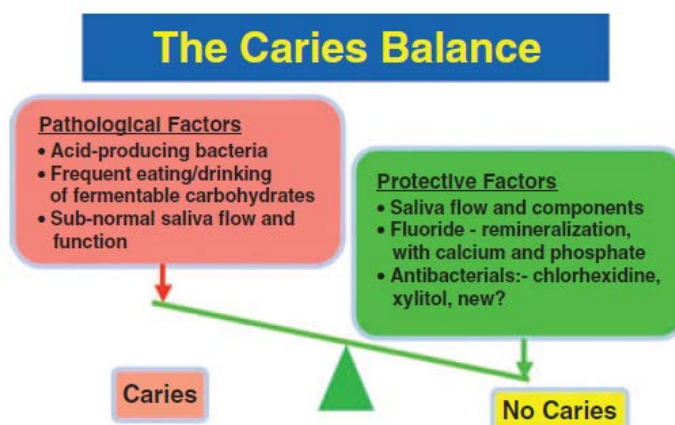 The Caries Balance
Pathological Factors
• Acid-producing bacteria
• Frequent eating/drinking
of fermentable carbohydrates
• Sub-normal saliva flow and
function
Protective Factors
• Saliva flow and components
• Fluoride - remineralization,
with calcium and phosphate
• Antibacterials:- chlorhexidine,
xylitol, new?
Caries
No Caries